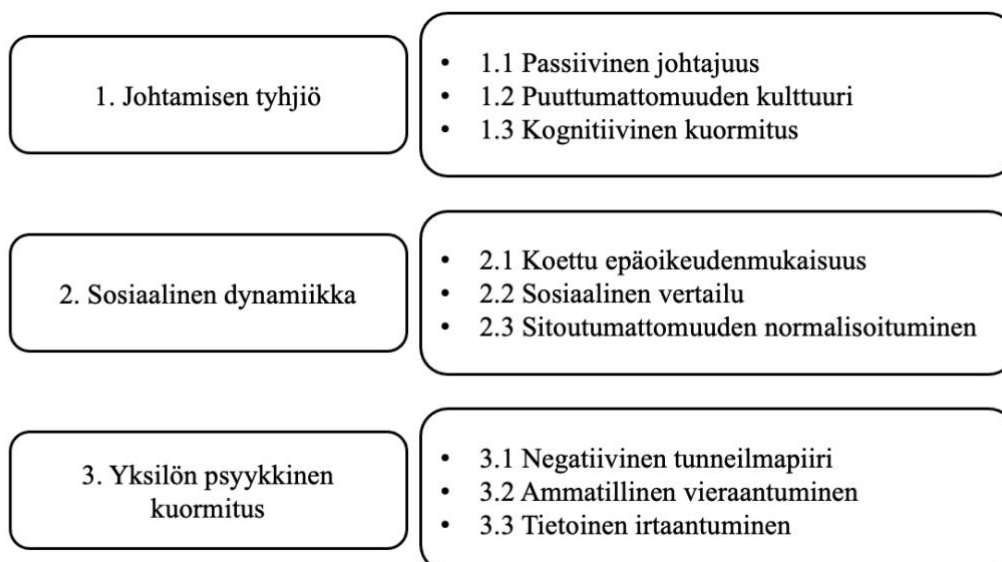 1. Johtamisen tyhjiö
• 1.1 Passiivinen johtajuus
• 1.2 Puuttumattomuuden kulttuuri
• 1.3 Kognitiivinen kuormitus
2. Sosiaalinen dynamiikka
• 2.1 Koettu epäoikeudenmukaisuus
• 2.2 Sosiaalinen vertailu
• 2.3 Sitoutumattomuuden normalisoituminen
3. Yksilön psyykkinen
kuormitus
• 3.1 Negatiivinen tunneilmapiiri
• 3.2 Ammatillinen vieraantuminen
• 3.3 Tietoinen irtaantuminen